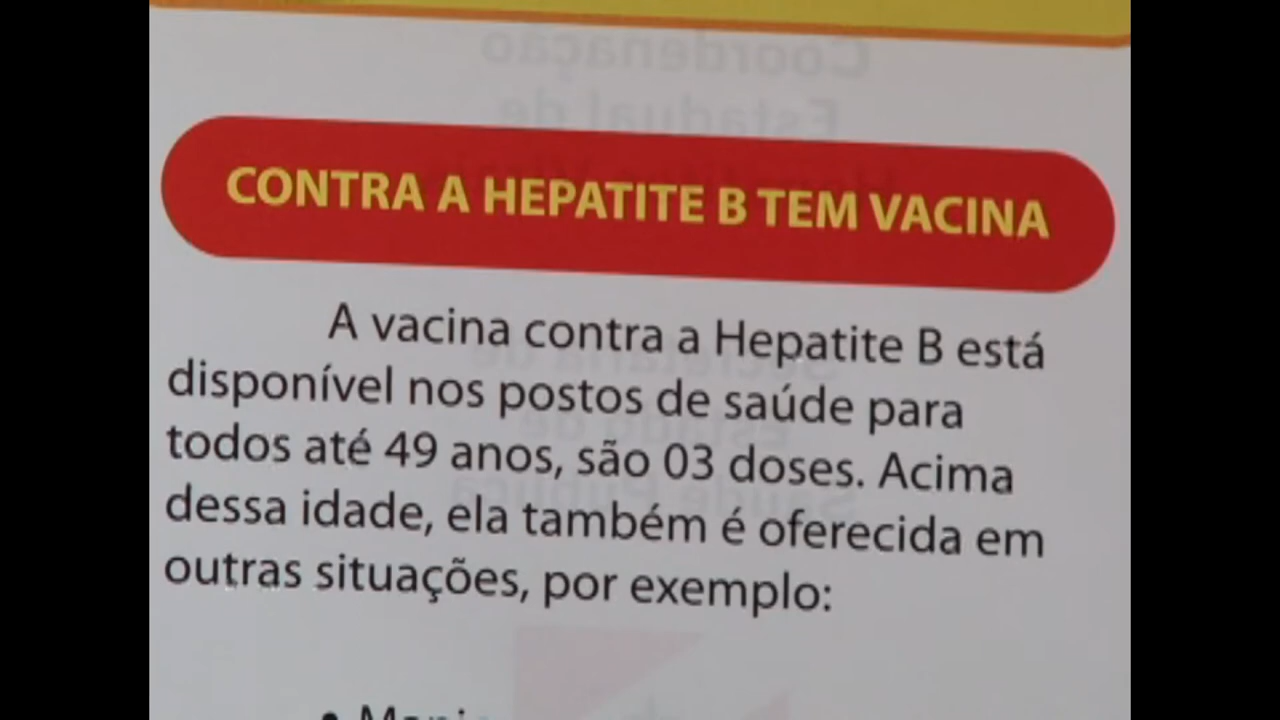 CONTRA A HEPATITE B TEM VACINA
A vacina contra a Hepatite B está
disponível nos postos de saúde para
todos até 49 anos, são 03 doses. Acima
dessa idade, ela também é oferecida em
outras situações, por exemplo: